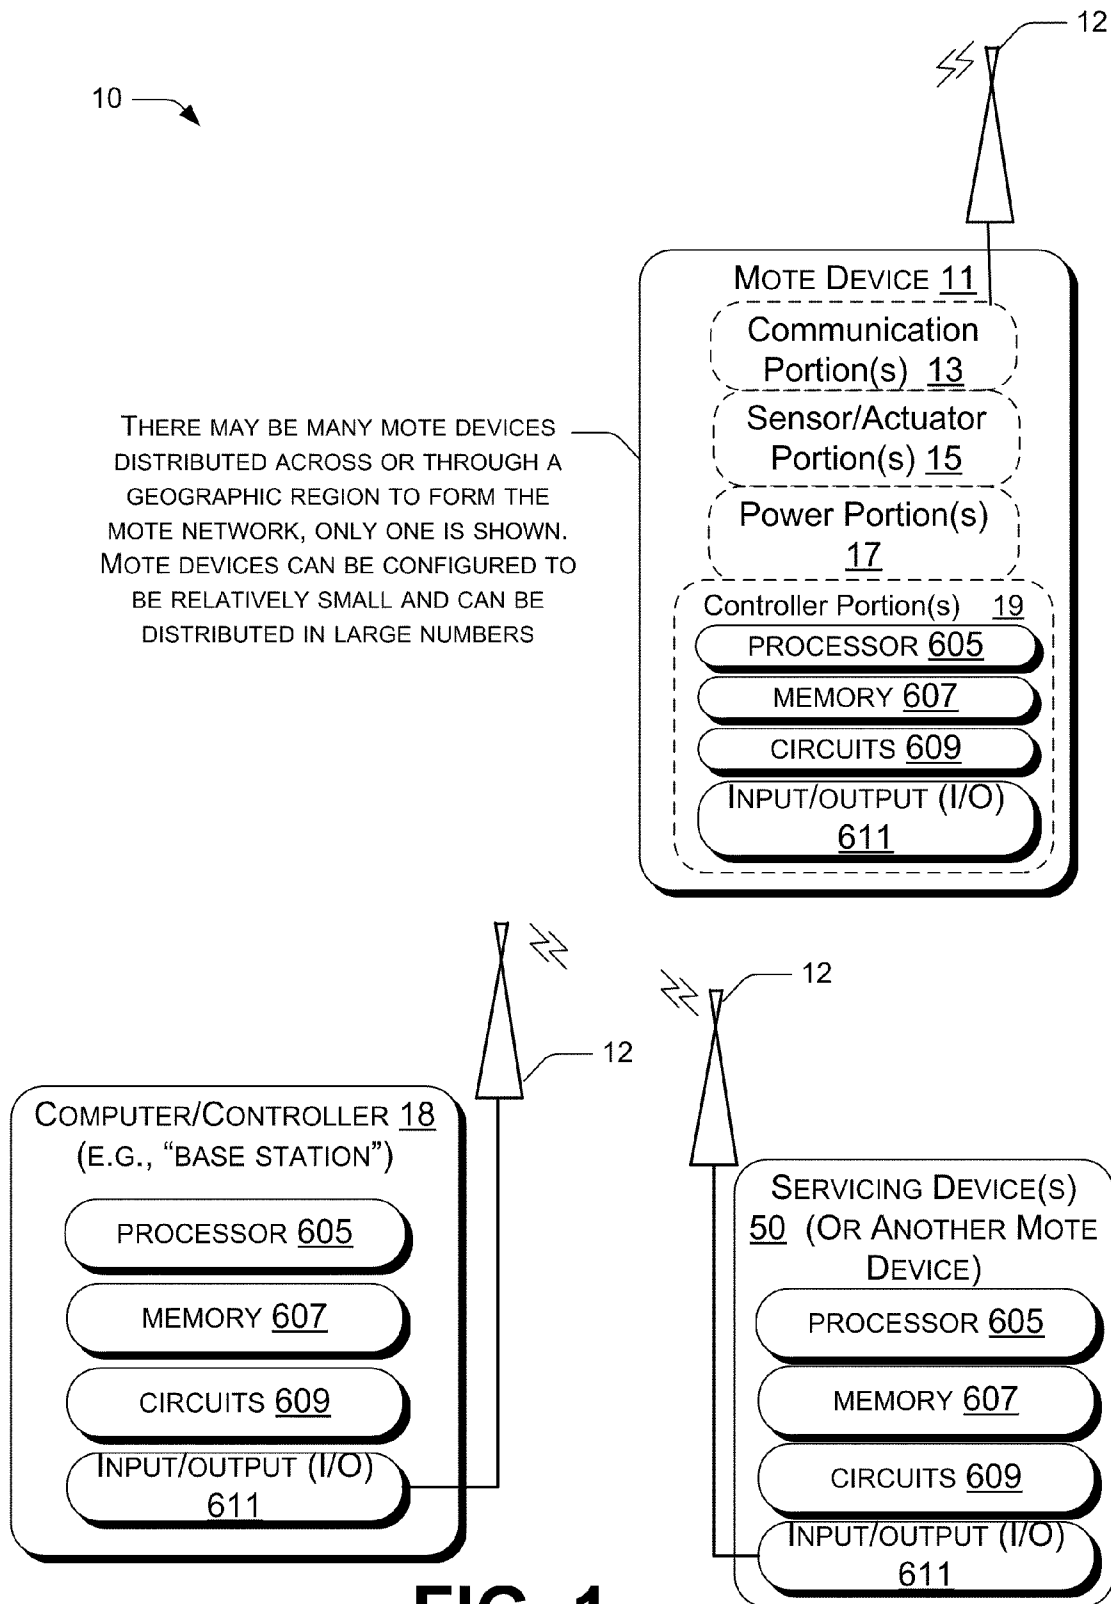 12
10
MOTE DEVICE 11
Communication
Portion(s) 13
Sensor/Actuator
Portion(s) 15
Power Portion(s)
17
Controller Portion(s) 19
PROCESSOR 605
MEMORY 607
CIRCUITS 609
INPUT/OUTPUT (I/O)
611
THERE MAY BE MANY MOTE DEVICES
DISTRIBUTED ACROSS OR THROUGH A
GEOGRAPHIC REGION TO FORM THE
MOTE NETWORK, ONLY ONE IS SHOWN.
MOTE DEVICES CAN BE CONFIGURED TO
BE RELATIVELY SMALL AND CAN BE
DISTRIBUTED IN LARGE NUMBERS
12
12
COMPUTER/CONTROLLER 18
(E.G., “BASE STATION”)
PROCESSOR 605
MEMORY 607
CIRCUITS 609
INPUT/OUTPUT (I/O)
611
SERVICING DEVICE(S)
50 (OR ANOTHER MOTE
DEVICE)
PROCESSOR 605
MEMORY 607
CIRCUITS 609
INPUT/OUTPUT (I/O)
611
FIG. 1